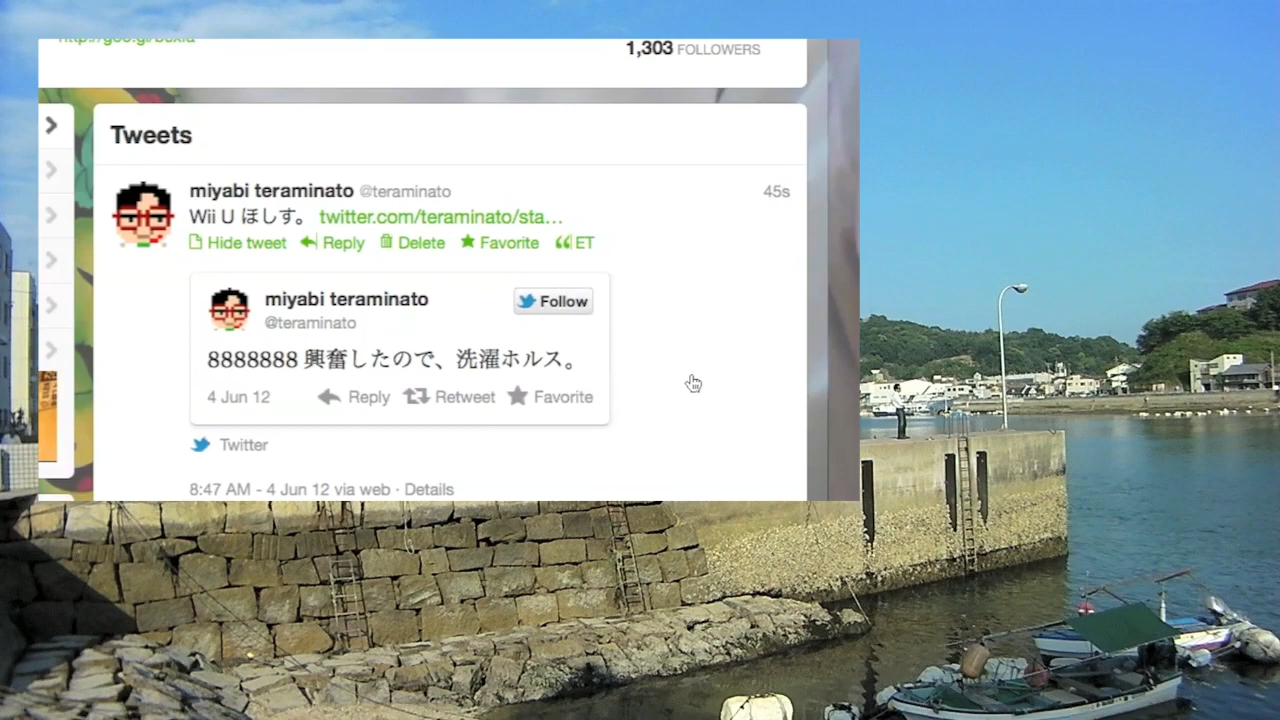 1,303 FOLLOWERS
Tweets
miyabi teraminato @teraminato 45s
Wii U ほしす。 twitter.com/teraminato/sta…
Hide tweet Reply Delete Favorite ET
miyabi teraminato Follow
@teraminato
8888888 興奮したので、洗濯ホルス。
4 Jun 12 Reply Retweet Favorite
Twitter
8:47 AM - 4 Jun 12 via web · Details